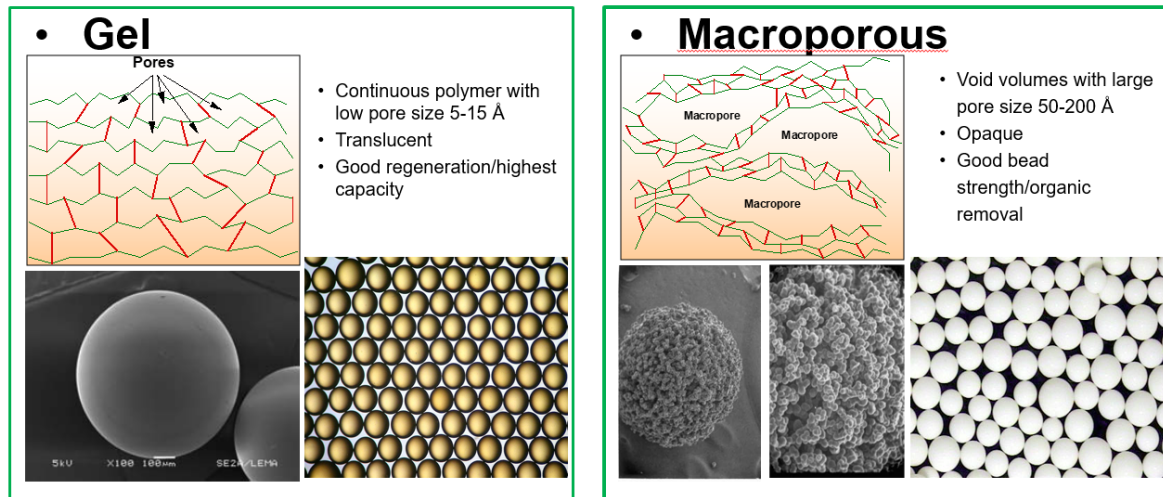 • Gel
Pores
• Continuous polymer with
low pore size 5-15 Å
• Translucent
• Good regeneration/highest
capacity
5kV X100 100µm SE2A/LEMA
• Macroporous
Macropore
Macropore
Macropore
• Void volumes with large
pore size 50-200 Å
• Opaque
• Good bead
strength/organic
removal